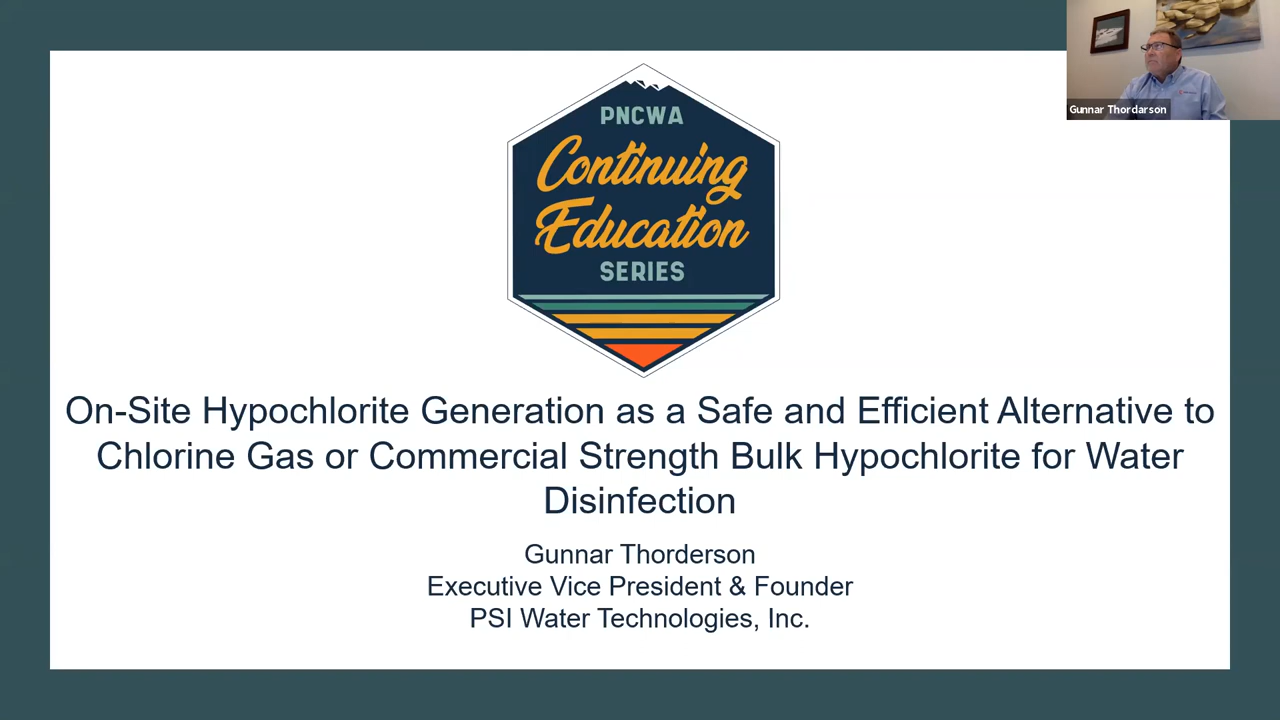 PNCWA
Continuing
Education
SERIES
Gunnar Thordarson
On-Site Hypochlorite Generation as a Safe and Efficient Alternative to
Chlorine Gas or Commercial Strength Bulk Hypochlorite for Water
Disinfection
Gunnar Thorderson
Executive Vice President & Founder
PSI Water Technologies, Inc.